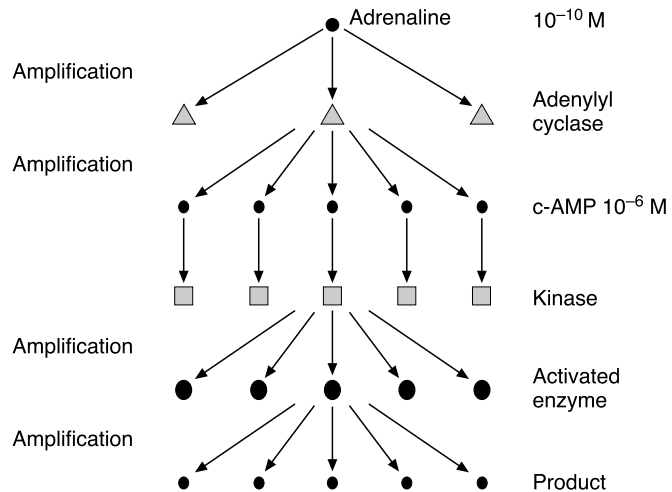 Adrenaline
10⁻¹⁰ M
Amplification
Adenylyl
cyclase
Amplification
c-AMP 10⁻⁶ M
Kinase
Amplification
Activated
enzyme
Amplification
Product